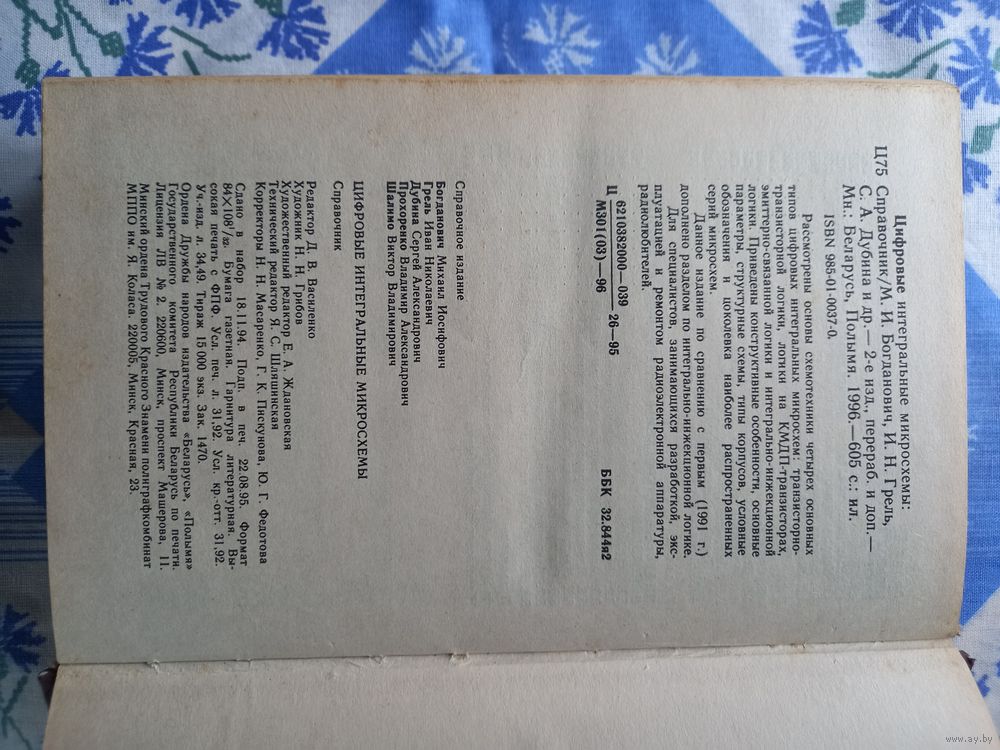 Цифровые интегральные микросхемы:
Ц75 Справочник/М. И. Богданович, И. Н. Грель,
С. А. Дубина и др.— 2-е изд., перераб. и доп.—
Мн.: Беларусь, Полымя. 1996.—605 с.: ил.
ISBN 985-01-0037-0.
Рассмотрены основы схемотехники четырех основных
типов цифровых интегральных микросхем: транзисторно-
транзисторной логики, логики на КМДП-транзисторах,
эмиттерно-связанной логики и интегрально-инжекционной
логики. Приведены конструктивные особенности, основные
параметры, структурные схемы, типы корпусов, условные
обозначения и цоколевка наиболее распространенных
серий микросхем.
Данное издание по сравнению с первым (1991 г.)
дополнено разделом по интегрально-инжекционной логике.
Для специалистов, занимающихся разработкой, экс-
плуатацией и ремонтом радиоэлектронной аппаратуры,
радиолюбителей.
Ц 6210382000—039
М301(03)—96 26—95
ББК 32.844я2
Справочное издание
Богданович Михаил Иосифович
Грель Иван Николаевич
Дубина Сергей Александрович
Прохоренко Владимир Александрович
Шалимо Виктор Владимирович
ЦИФРОВЫЕ ИНТЕГРАЛЬНЫЕ МИКРОСХЕМЫ
Справочник
Редактор Д. В. Василенко
Художник Н. Н. Грибов
Художественный редактор Е. А. Ждановская
Технический редактор Я. С. Шляшинская
Корректоры Н. Н. Масаренко, Г. К. Пискунова, Ю. Г. Федотова
Сдано в набор 18.11.94. Подп. в печ. 22.08.95. Формат
84×108¹/₃₂. Бумага газетная. Гарнитура литературная. Вы-
сокая печать с ФПФ. Усл. печ. л. 31,92. Усл. кр.-отт. 31,92.
Уч.-изд. л. 34,49. Тираж 15 000 экз. Зак. 1470.
Ордена Дружбы народов издательства «Беларусь», «Полымя»
Государственного комитета Республики Беларусь по печати.
Лицензия ЛВ № 2. 220600, Минск, проспект Машерова, 11.
Минский ордена Трудового Красного Знамени полиграфкомбинат
МППО им. Я. Коласа. 220005, Минск, Красная, 23.
www.ay.by